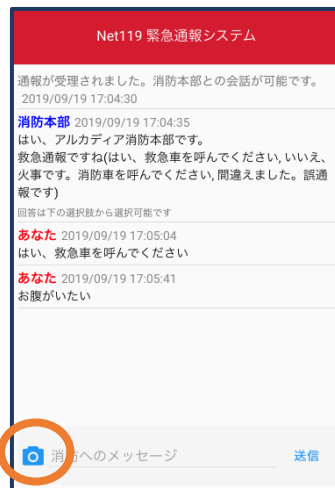 Net119 緊急通報システム
通報が受理されました。消防本部との会話が可能です。
2019/09/19 17:04:30
消防本部 2019/09/19 17:04:35
はい、アルカディア消防本部です。
救急通報ですね(はい、救急車を呼んでください, いいえ、
火事です。消防車を呼んでください, 間違えました。誤通
報です)
回答は下の選択肢から選択可能です
あなた 2019/09/19 17:05:04
はい、救急車を呼んでください
あなた 2019/09/19 17:05:41
お腹がいたい
消防へのメッセージ 送信